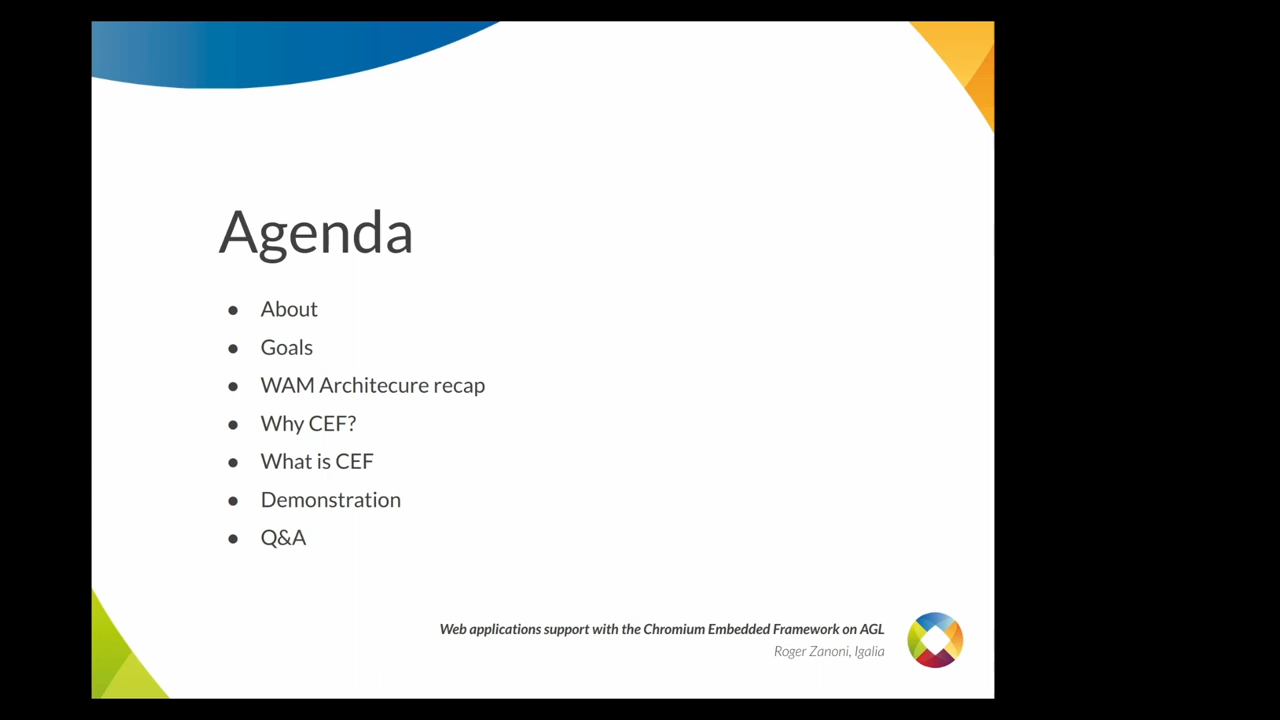 Agenda
● About
● Goals
● WAM Architecure recap
● Why CEF?
● What is CEF
● Demonstration
● Q&A
Web applications support with the Chromium Embedded Framework on AGL
Roger Zanoni, Igalia